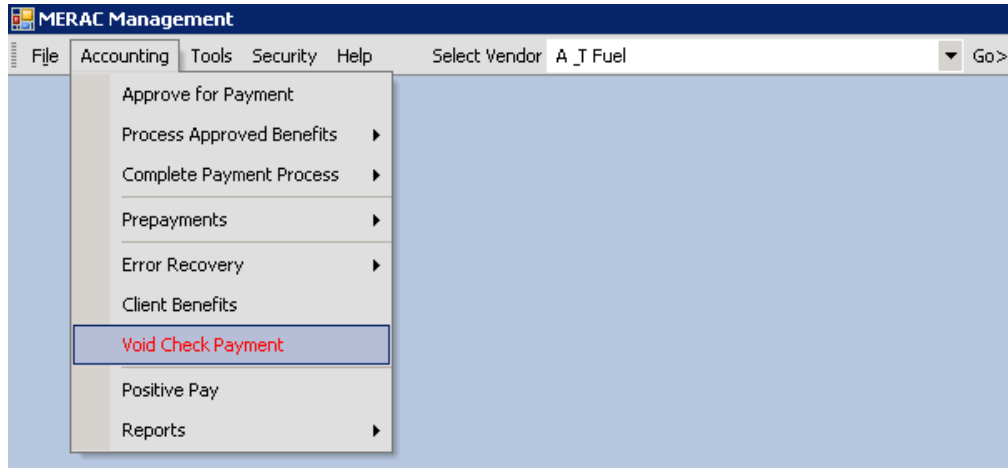 MERAC Management
File Accounting Tools Security Help Select Vendor A _T Fuel Go>
Approve for Payment
Process Approved Benefits
Complete Payment Process
Prepayments
Error Recovery
Client Benefits
Void Check Payment
Positive Pay
Reports